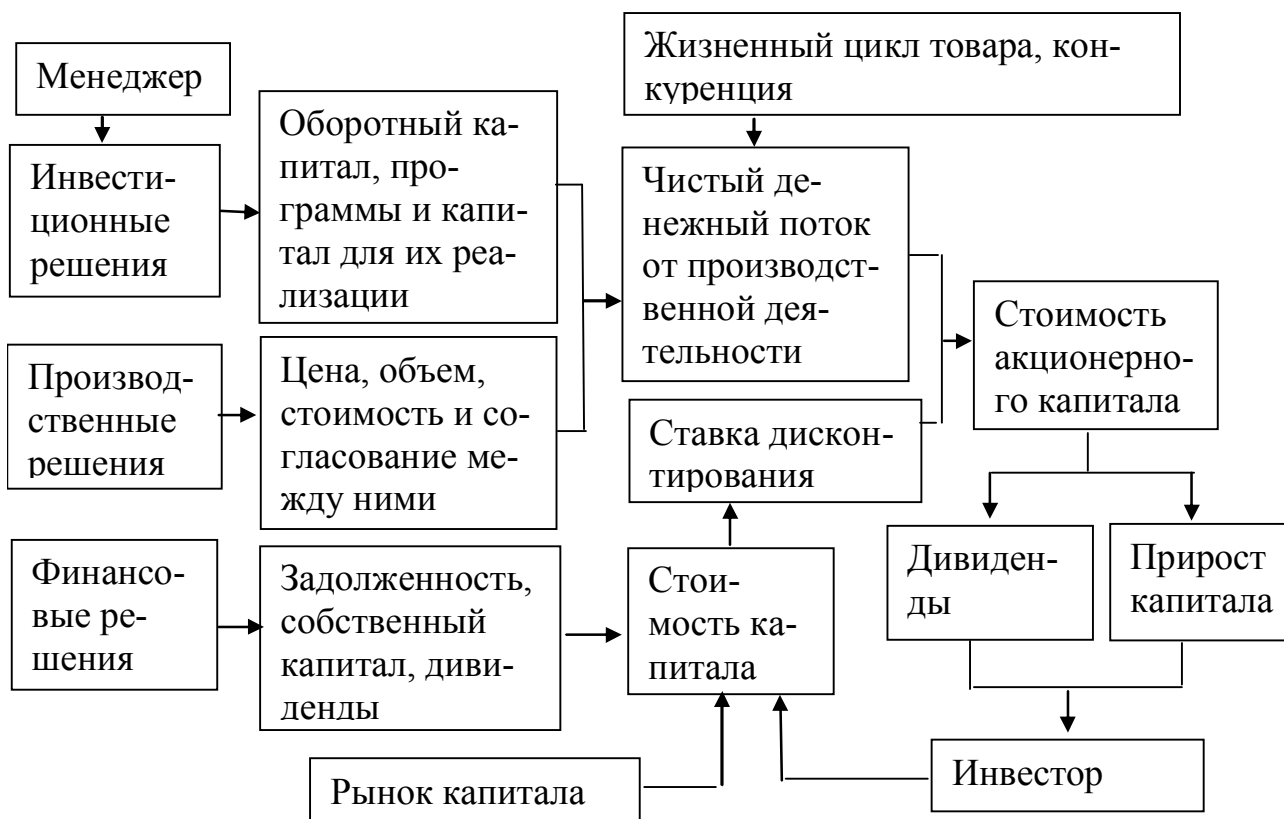 Менеджер
Жизненный цикл товара, кон-
куренция
Инвести-
ционные
решения
Оборотный ка-
питал, про-
граммы и капи-
тал для их реа-
лизации
Чистый де-
нежный поток
от производст-
венной дея-
тельности
Стоимость
акционерно-
го капитала
Производ-
ственные
решения
Цена, объем,
стоимость и со-
гласование ме-
жду ними
Ставка дискон-
тирования
Финансо-
вые ре-
шения
Задолженность,
собственный
капитал, диви-
денды
Стои-
мость ка-
питала
Дивиден-
ды
Прирост
капитала
Рынок капитала
Инвестор